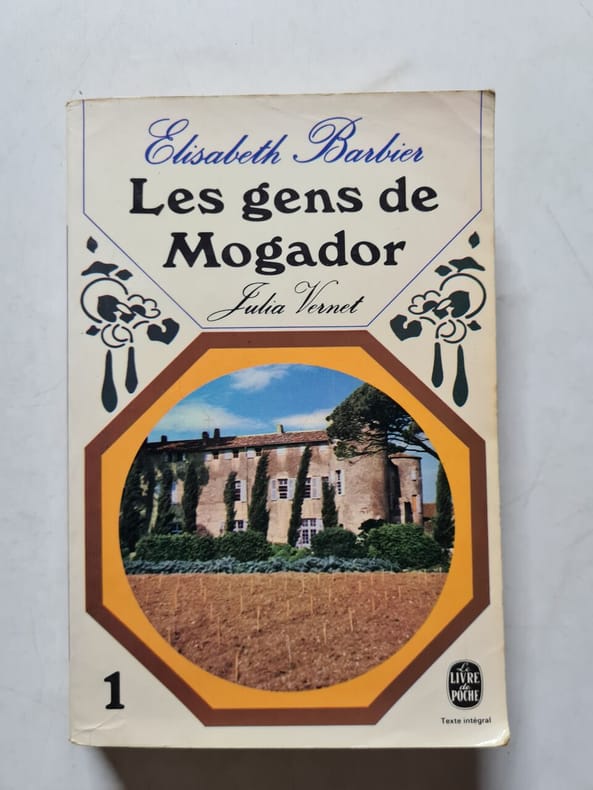 Elisabeth Barbier
Les gens de
Mogador
Julia Vernet
1
Le
LIVRE
de
POCHE
Texte intégral